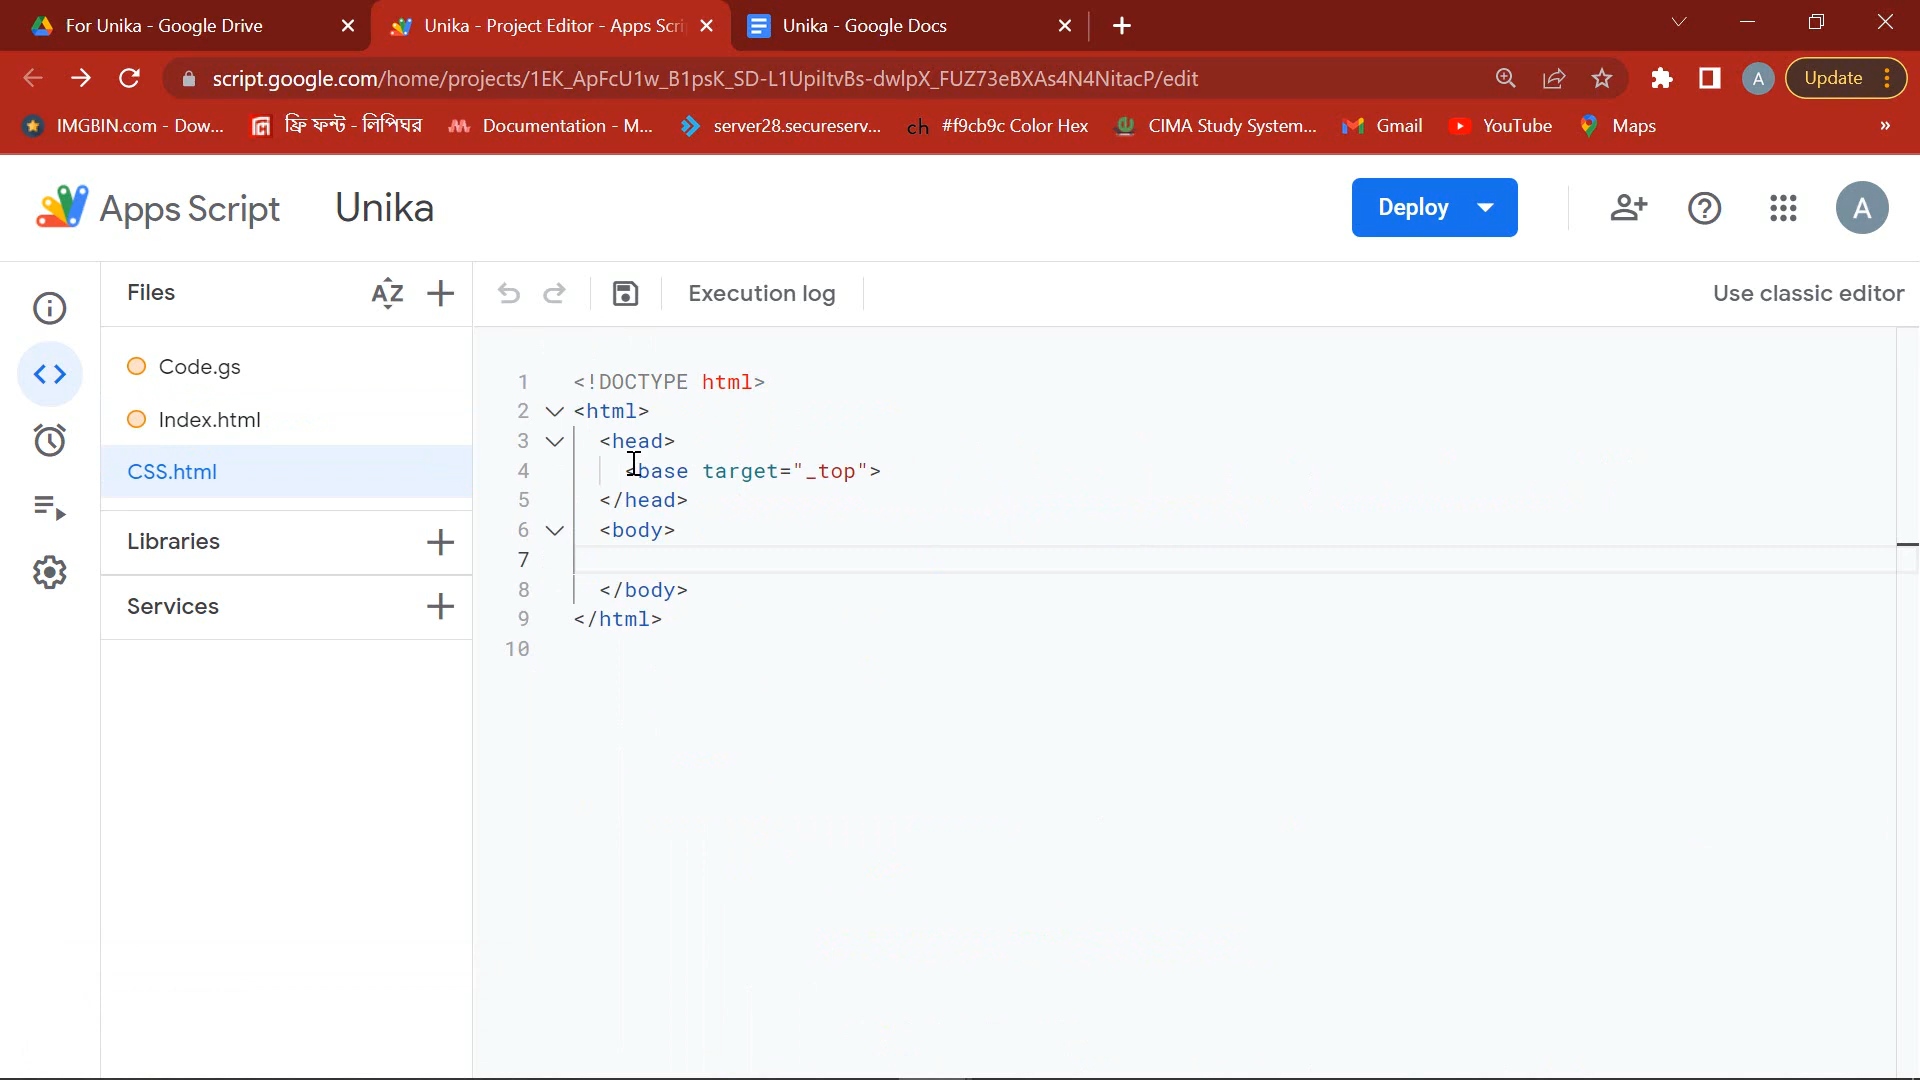 For Unika - Google Drive
Unika - Project Editor - Apps Scri
Unika - Google Docs
script.google.com/home/projects/1EK_ApFcU1w_B1psK_SD-L1UpiltvBs-dwlpX_FUZ73eBXAs4N4NitacP/edit
A
Update
IMGBIN.com - Dow...
ফ্রি ফন্ট - লিপিঘর
Documentation - M...
server28.secureserv...
ch #f9cb9c Color Hex
CIMA Study System...
Gmail
YouTube
Maps
»
Apps Script
Unika
Deploy
A
Files
AZ
Execution log
Use classic editor
Code.gs
Index.html
CSS.html
Libraries
Services
1 <!DOCTYPE html>
2 <html>
3 <head>
4 <base target="_top">
5 </head>
6 <body>
7
8 </body>
9 </html>
10